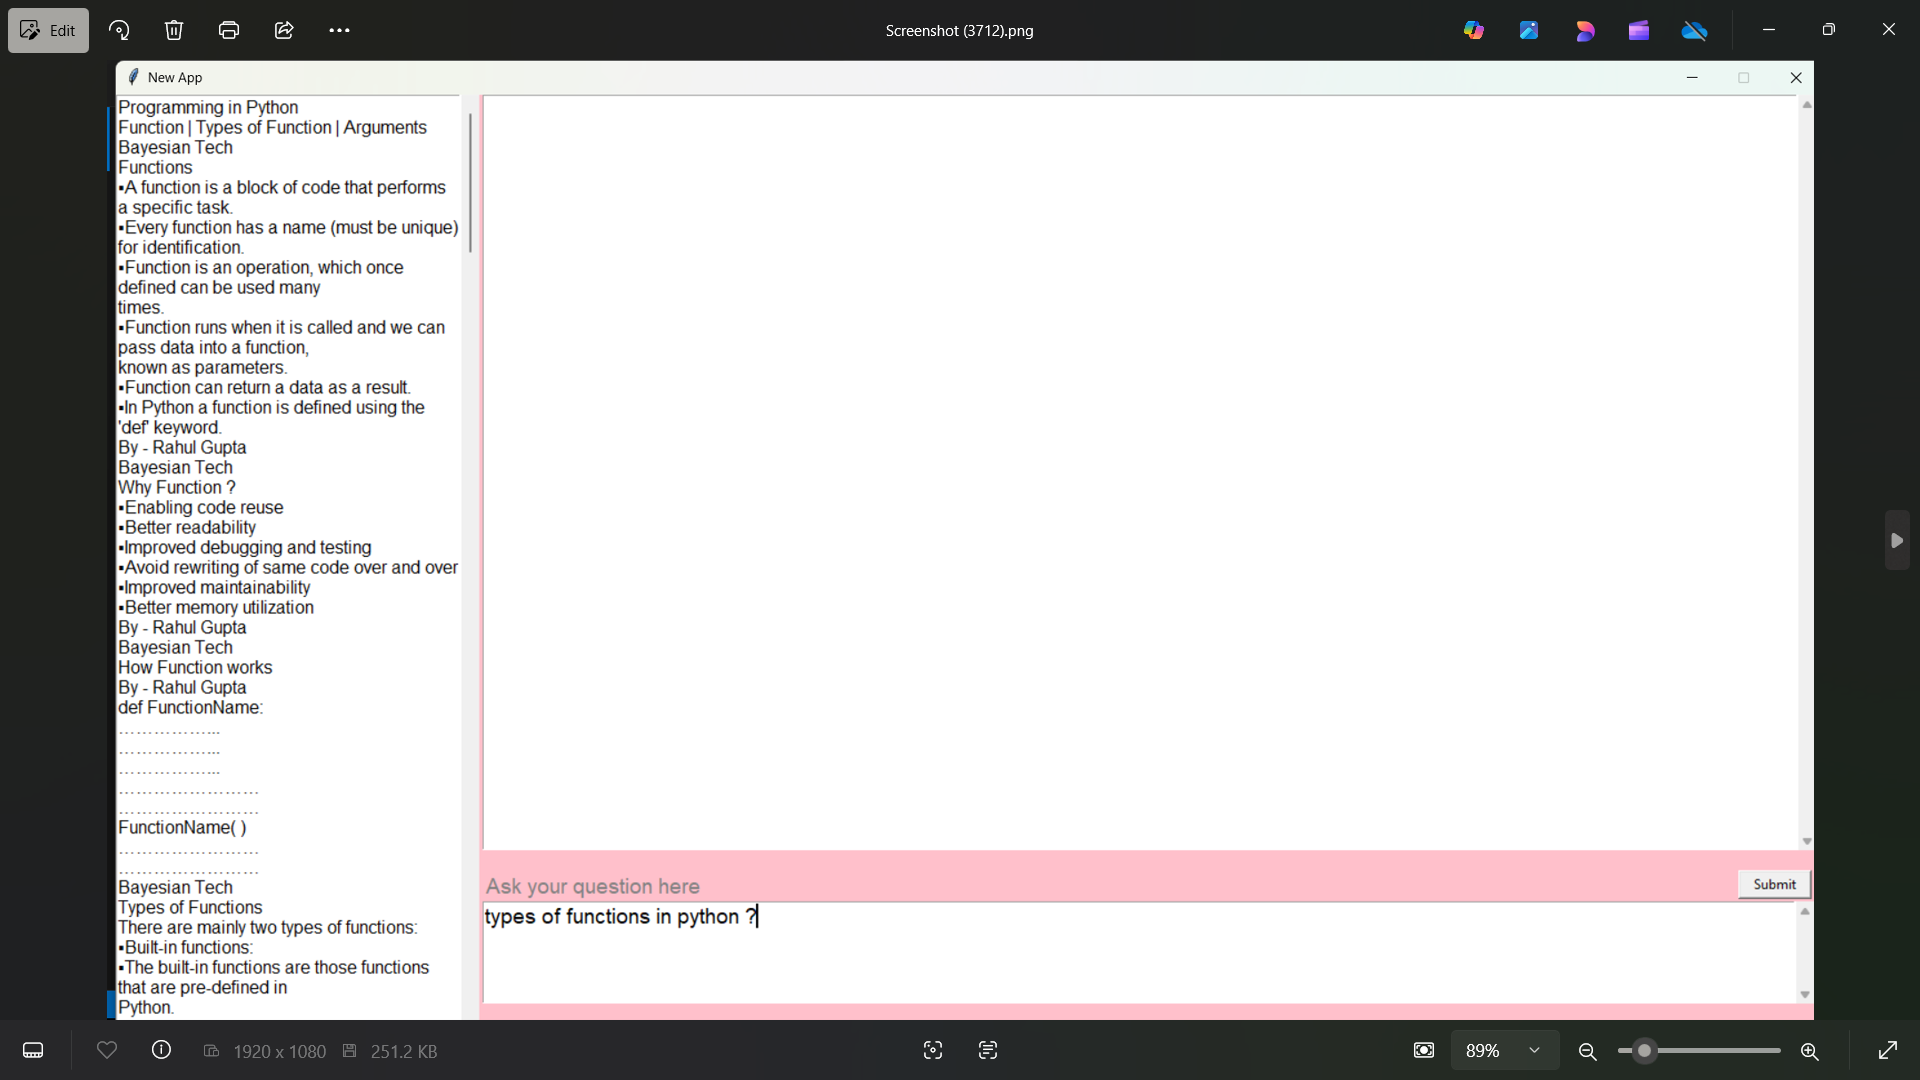 Edit
Screenshot (3712).png
New App
Programming in Python
Function | Types of Function | Arguments
Bayesian Tech
Functions
▪A function is a block of code that performs
a specific task.
▪Every function has a name (must be unique)
for identification.
▪Function is an operation, which once
defined can be used many
times.
▪Function runs when it is called and we can
pass data into a function,
known as parameters.
▪Function can return a data as a result.
▪In Python a function is defined using the
'def' keyword.
By - Rahul Gupta
Bayesian Tech
Why Function ?
▪Enabling code reuse
▪Better readability
▪Improved debugging and testing
▪Avoid rewriting of same code over and over
▪Improved maintainability
▪Better memory utilization
By - Rahul Gupta
Bayesian Tech
How Function works
By - Rahul Gupta
def FunctionName:
……………...
……………...
……………...
……………………
……………………
FunctionName( )
……………………
……………………
Bayesian Tech
Types of Functions
There are mainly two types of functions:
▪Built-in functions:
▪The built-in functions are those functions
that are pre-defined in
Python.
Ask your question here
Submit
types of functions in python ?
1920 x 1080
251.2 KB
89%